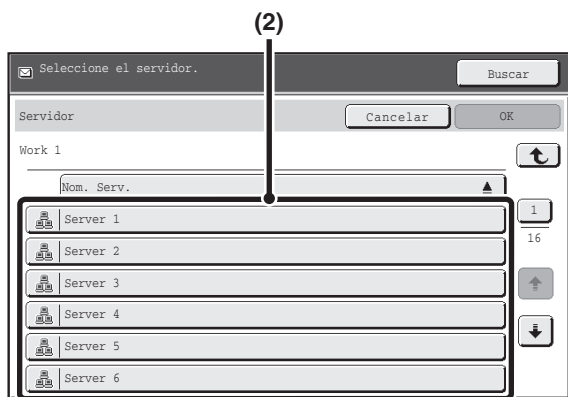 (2)
Seleccione el servidor.
Buscar
Servidor
Cancelar
OK
Work 1
Nom. Serv.
Server 1
1
16
Server 2
Server 3
Server 4
Server 5
Server 6